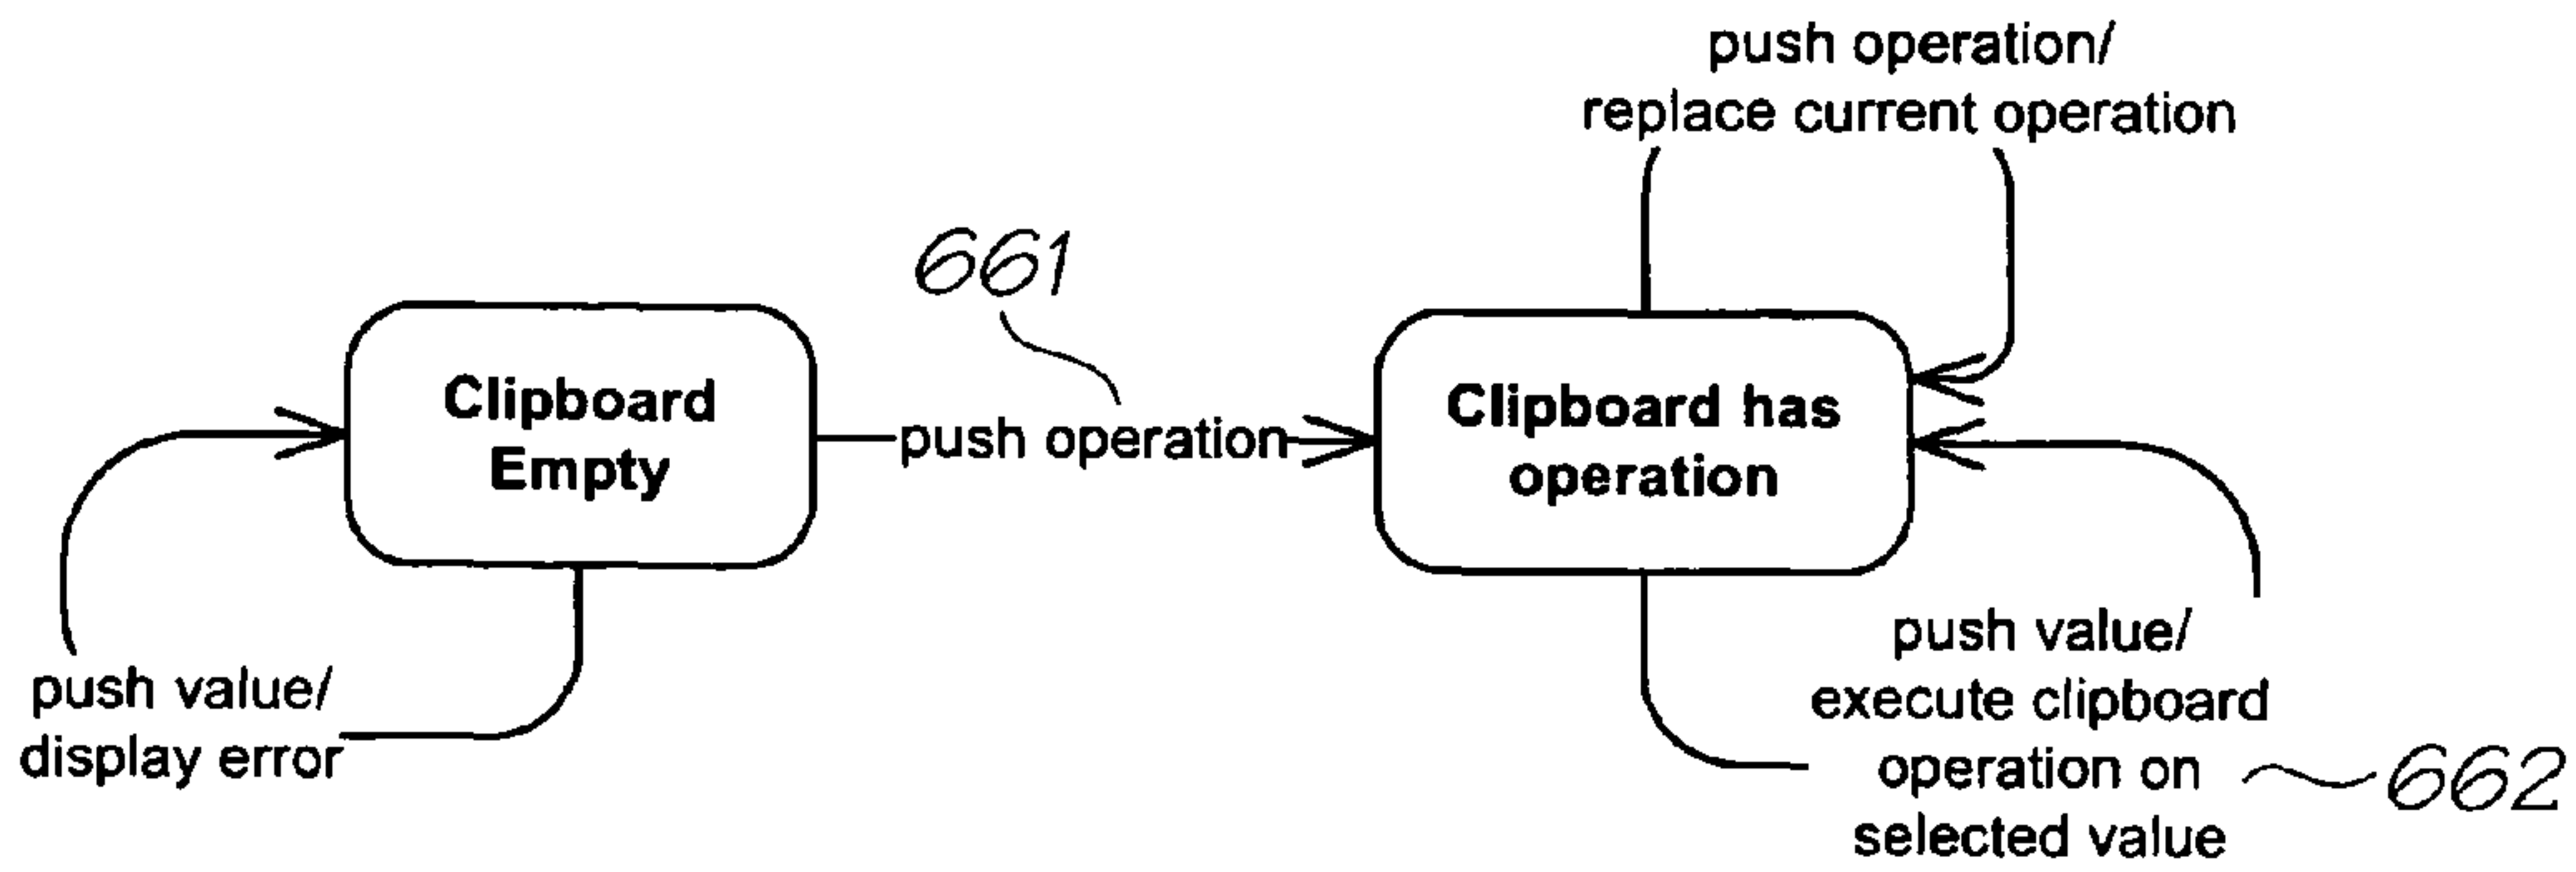 push operation/
replace current operation
661
Clipboard
Empty
push operation
Clipboard has
operation
push value/
display error
push value/
execute clipboard
operation on
selected value
662